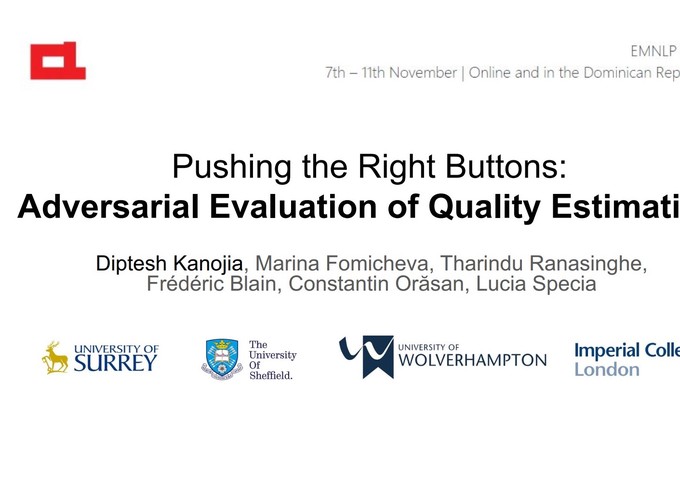 EMNLP
7th – 11th November | Online and in the Dominican Rep
Pushing the Right Buttons:
Adversarial Evaluation of Quality Estimati
Diptesh Kanojia, Marina Fomicheva, Tharindu Ranasinghe,
Frédéric Blain, Constantin Orăsan, Lucia Specia
UNIVERSITY OF
SURREY
The
University
Of
Sheffield.
UNIVERSITY OF
WOLVERHAMPTON
Imperial Colle
London